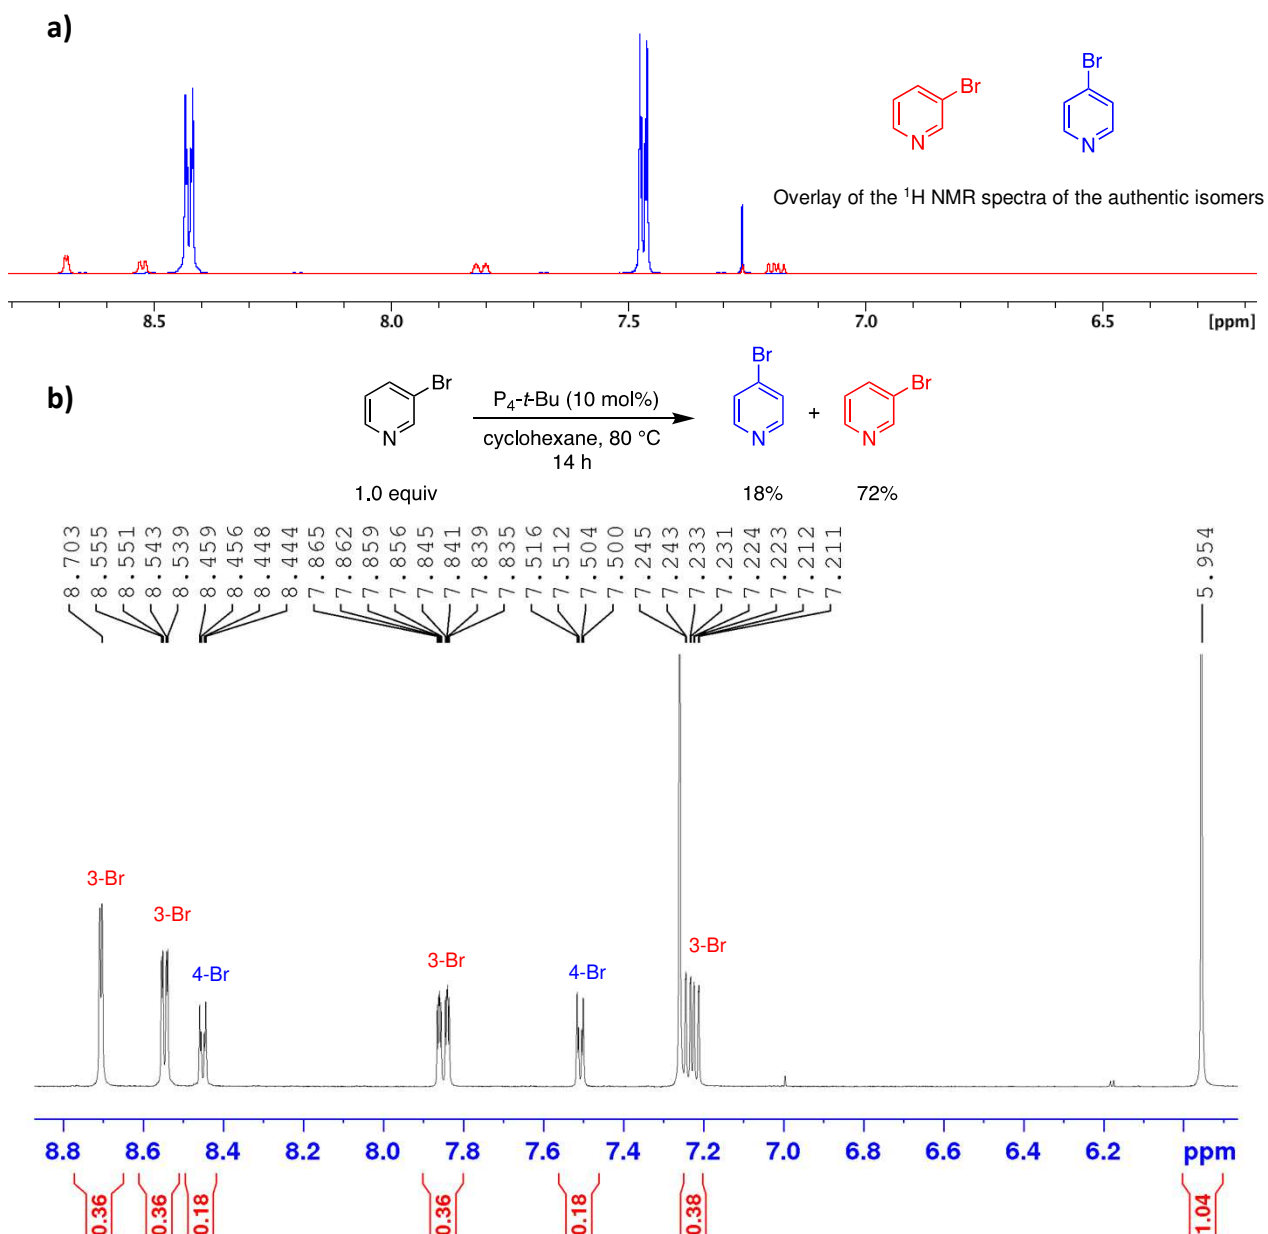 a)
Br
Br
N
N
Overlay of the ¹H NMR spectra of the authentic isomers
8.5 8.0 7.5 7.0 6.5 [ppm]
b)
Br
N
P₄-t-Bu (10 mol%)
cyclohexane, 80 °C
14 h
Br
N
+
Br
N
1.0 equiv
18%
72%
8.703
8.555
8.551
8.543
8.539
8.459
8.456
8.448
8.444
7.865
7.862
7.859
7.856
7.845
7.841
7.839
7.835
7.516
7.512
7.504
7.500
7.245
7.243
7.233
7.231
7.224
7.223
7.212
7.211
5.954
3-Br
3-Br
4-Br
3-Br
4-Br
3-Br
8.8 8.6 8.4 8.2 8.0 7.8 7.6 7.4 7.2 7.0 6.8 6.6 6.4 6.2 ppm
0.36
0.36
0.18
0.36
0.18
0.38
1.04